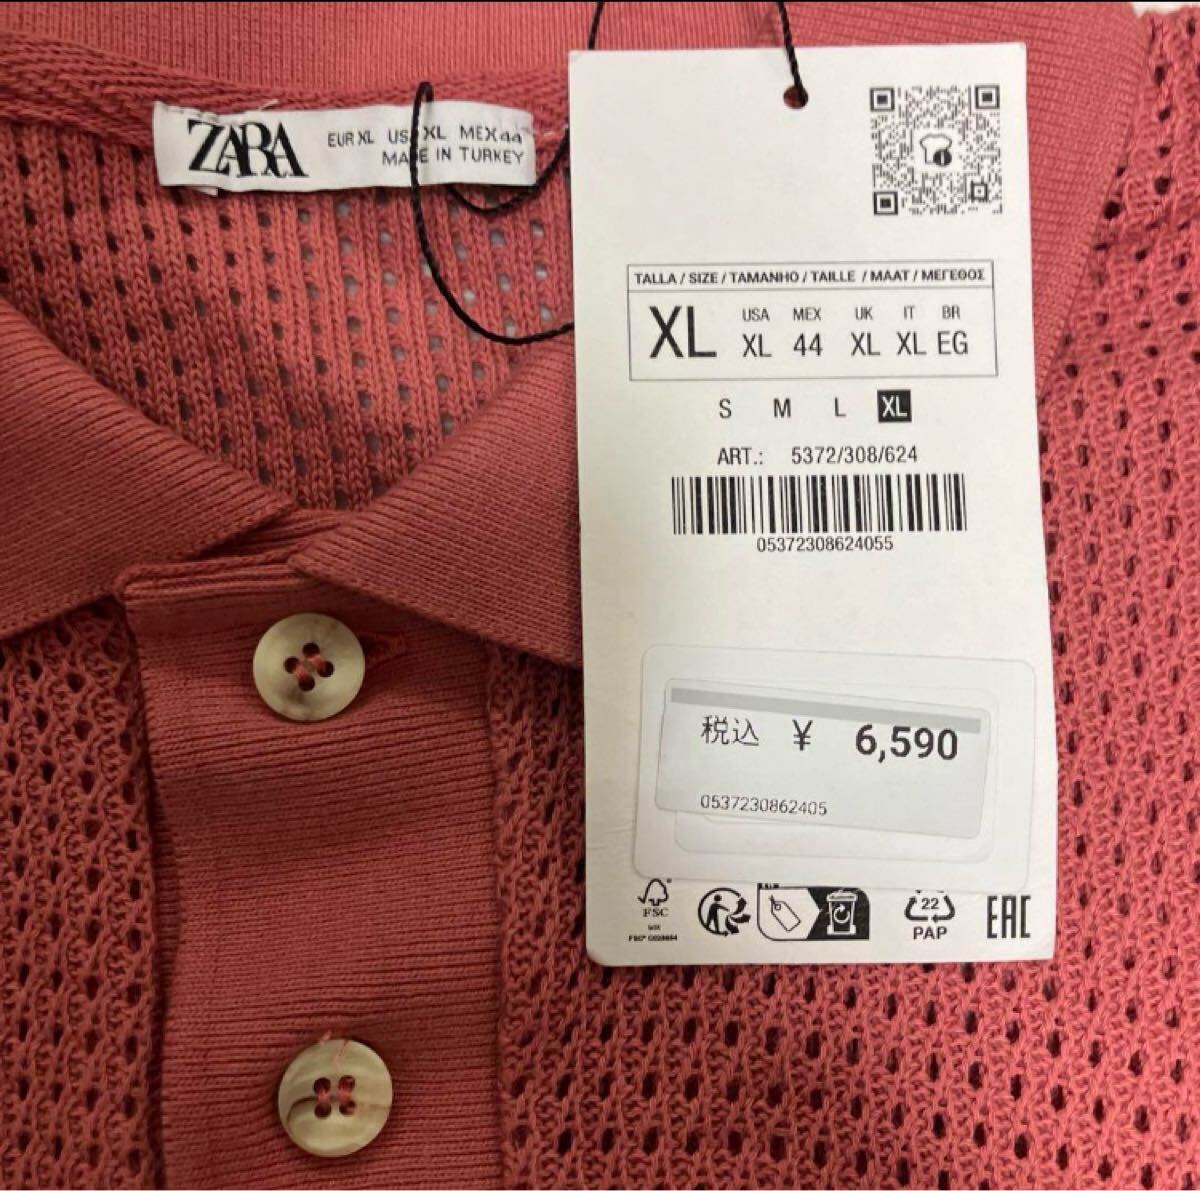 ZARA
EUR XL US XL MEX 44
MADE IN TURKEY
TALLA / SIZE / TAMANHO / TAILLE / MAAT / ΜΕΓΕΘΟΣ
XL
USA MEX UK IT BR
XL 44 XL XL EG
S M L XL
ART.: 5372/308/624
05372308624055
税込 ¥ 6,590
0537230862405
FSC
MIX
22
PAP
EAC